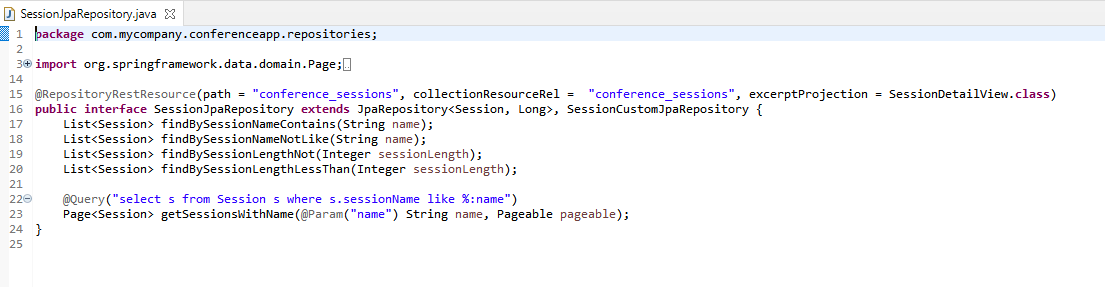 SessionJpaRepository.java
1 package com.mycompany.conferenceapp.repositories;
2
3 import org.springframework.data.domain.Page;
14
15 @RepositoryRestResource(path = "conference_sessions", collectionResourceRel =  "conference_sessions", excerptProjection = SessionDetailView.class)
16 public interface SessionJpaRepository extends JpaRepository<Session, Long>, SessionCustomJpaRepository {
17     List<Session> findBySessionNameContains(String name);
18     List<Session> findBySessionNameNotLike(String name);
19     List<Session> findBySessionLengthNot(Integer sessionLength);
20     List<Session> findBySessionLengthLessThan(Integer sessionLength);
21
22     @Query("select s from Session s where s.sessionName like %:name")
23     Page<Session> getSessionsWithName(@Param("name") String name, Pageable pageable);
24 }
25